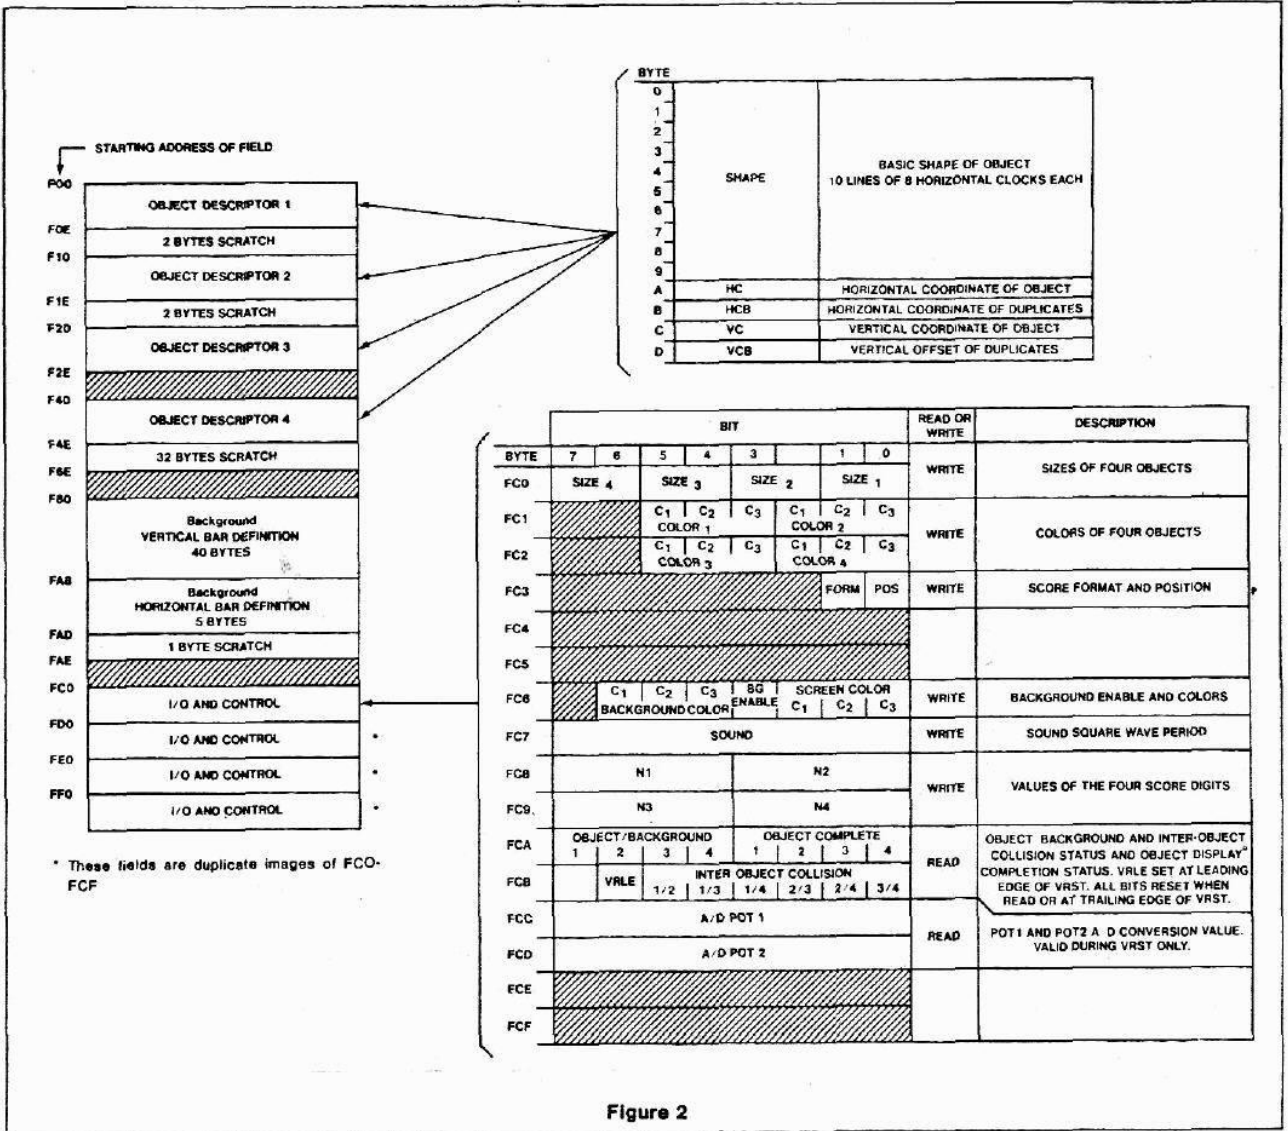 STARTING ADDRESS OF FIELD
F00
OBJECT DESCRIPTOR 1
F0E
2 BYTES SCRATCH
F10
OBJECT DESCRIPTOR 2
F1E
2 BYTES SCRATCH
F20
OBJECT DESCRIPTOR 3
F2E
F40
OBJECT DESCRIPTOR 4
F4E
32 BYTES SCRATCH
F6E
F80
Background
VERTICAL BAR DEFINITION
40 BYTES
FA8
Background
HORIZONTAL BAR DEFINITION
5 BYTES
FAD
1 BYTE SCRATCH
FAE
FC0
I/O AND CONTROL
FD0
I/O AND CONTROL *
FE0
I/O AND CONTROL *
FF0
I/O AND CONTROL *
* These fields are duplicate images of FC0-
FCF
BYTE
0
1
2
3
4
5
6
7
8
9
SHAPE
BASIC SHAPE OF OBJECT
10 LINES OF 8 HORIZONTAL CLOCKS EACH
A HC HORIZONTAL COORDINATE OF OBJECT
B HCB HORIZONTAL COORDINATE OF DUPLICATES
C VC VERTICAL COORDINATE OF OBJECT
D VCB VERTICAL OFFSET OF DUPLICATES
BIT READ OR WRITE DESCRIPTION
BYTE 7 6 5 4 3 1 0
FC0 SIZE 4 SIZE 3 SIZE 2 SIZE 1 WRITE SIZES OF FOUR OBJECTS
FC1 C1 C2 C3 C1 C2 C3
COLOR 1 COLOR 2
WRITE COLORS OF FOUR OBJECTS
FC2 C1 C2 C3 C1 C2 C3
COLOR 3 COLOR 4
FC3 FORM POS WRITE SCORE FORMAT AND POSITION
FC4
FC5
FC6 C1 C2 C3 BG ENABLE SCREEN COLOR
BACKGROUND COLOR C1 C2 C3
WRITE BACKGROUND ENABLE AND COLORS
FC7 SOUND WRITE SOUND SQUARE WAVE PERIOD
FC8 N1 N2
WRITE VALUES OF THE FOUR SCORE DIGITS
FC9 N3 N4
FCA OBJECT/BACKGROUND OBJECT COMPLETE
1 2 3 4 1 2 3 4
FCB VRLE INTER OBJECT COLLISION
1/2 1/3 1/4 2/3 2/4 3/4
READ
OBJECT BACKGROUND AND INTER-OBJECT
COLLISION STATUS AND OBJECT DISPLAY
COMPLETION STATUS. VRLE SET AT LEADING
EDGE OF VRST. ALL BITS RESET WHEN
READ OR AT TRAILING EDGE OF VRST.
FCC A/D POT 1
FCD A/D POT 2
READ
POT1 AND POT2 A D CONVERSION VALUE.
VALID DURING VRST ONLY.
FCE
FCF
Figure 2